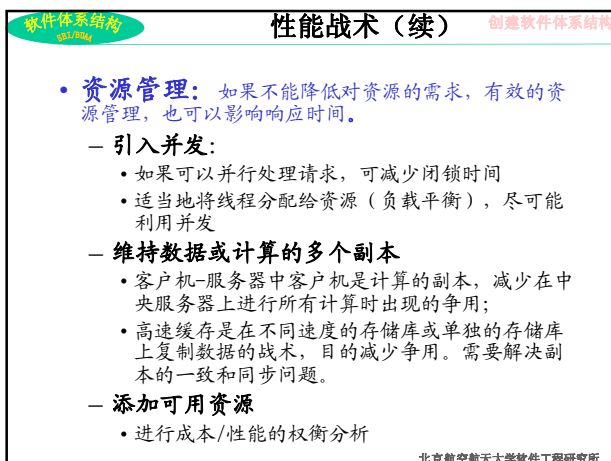 软件体系结构
SEI/BUAA
性能战术（续）
创建软件体系结构
• 资源管理：如果不能降低对资源的需求，有效的资
源管理，也可以影响响应时间。
– 引入并发：
• 如果可以并行处理请求，可减少闭锁时间
• 适当地将线程分配给资源（负载平衡），尽可能
利用并发
– 维持数据或计算的多个副本
• 客户机–服务器中客户机是计算的副本，减少在中
央服务器上进行所有计算时出现的争用；
• 高速缓存是在不同速度的存储库或单独的存储库
上复制数据的战术，目的减少争用。需要解决副
本的一致和同步问题。
– 添加可用资源
• 进行成本/性能的权衡分析
北京航空航天大学软件工程研究所